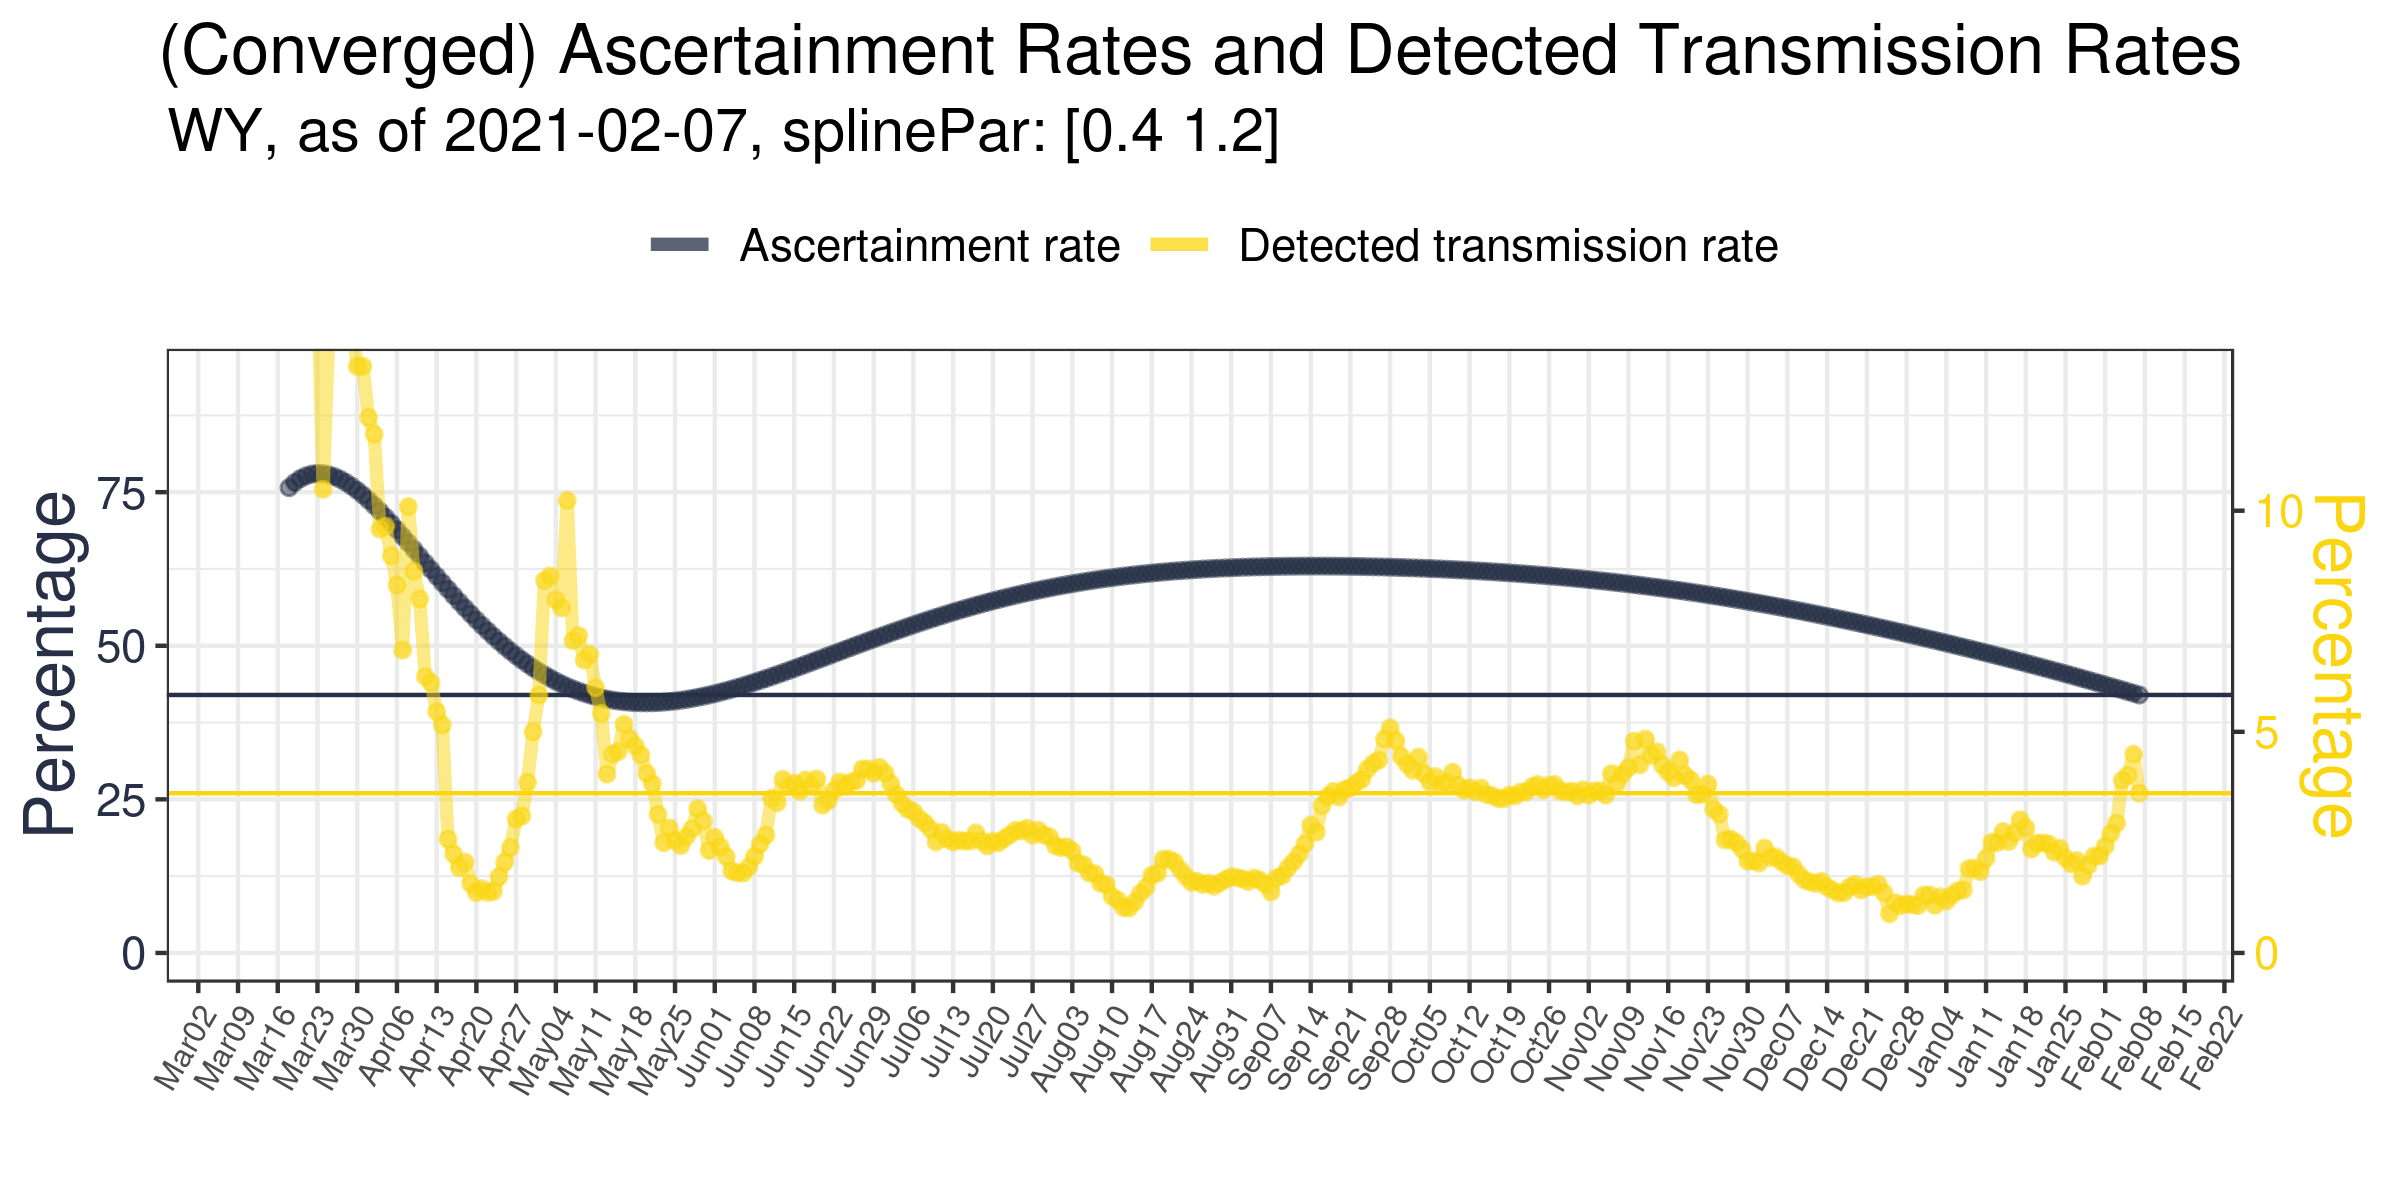 (Converged) Ascertainment Rates and Detected Transmission Rates
WY, as of 2021-02-07, splinePar: [0.4 1.2]
Ascertainment rate
Detected transmission rate
Percentage
75
50
25
0
10
5
0
Percentage
Mar02
Mar09
Mar16
Mar23
Mar30
Apr06
Apr13
Apr20
Apr27
May04
May11
May18
May25
Jun01
Jun08
Jun15
Jun22
Jun29
Jul06
Jul13
Jul20
Jul27
Aug03
Aug10
Aug17
Aug24
Aug31
Sep07
Sep14
Sep21
Sep28
Oct05
Oct12
Oct19
Oct26
Nov02
Nov09
Nov16
Nov23
Nov30
Dec07
Dec14
Dec21
Dec28
Jan04
Jan11
Jan18
Jan25
Feb01
Feb08
Feb15
Feb22